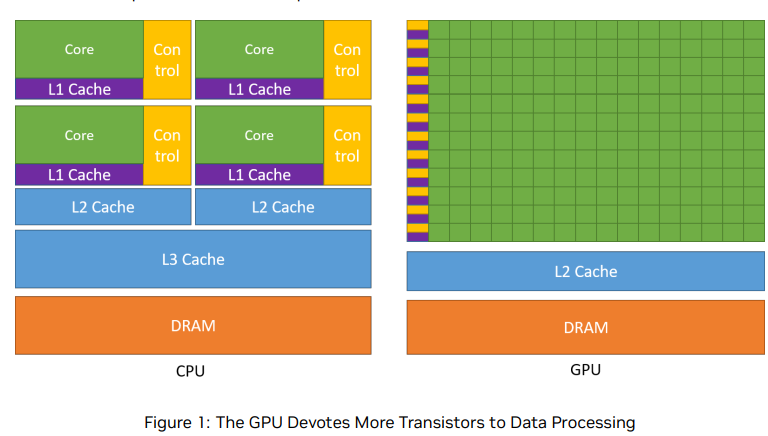 Core
Con
trol
L1 Cache
Core
Con
trol
L1 Cache
Core
Con
trol
L1 Cache
Core
Con
trol
L1 Cache
L2 Cache
L2 Cache
L3 Cache
DRAM
CPU
L2 Cache
DRAM
GPU
Figure 1: The GPU Devotes More Transistors to Data Processing